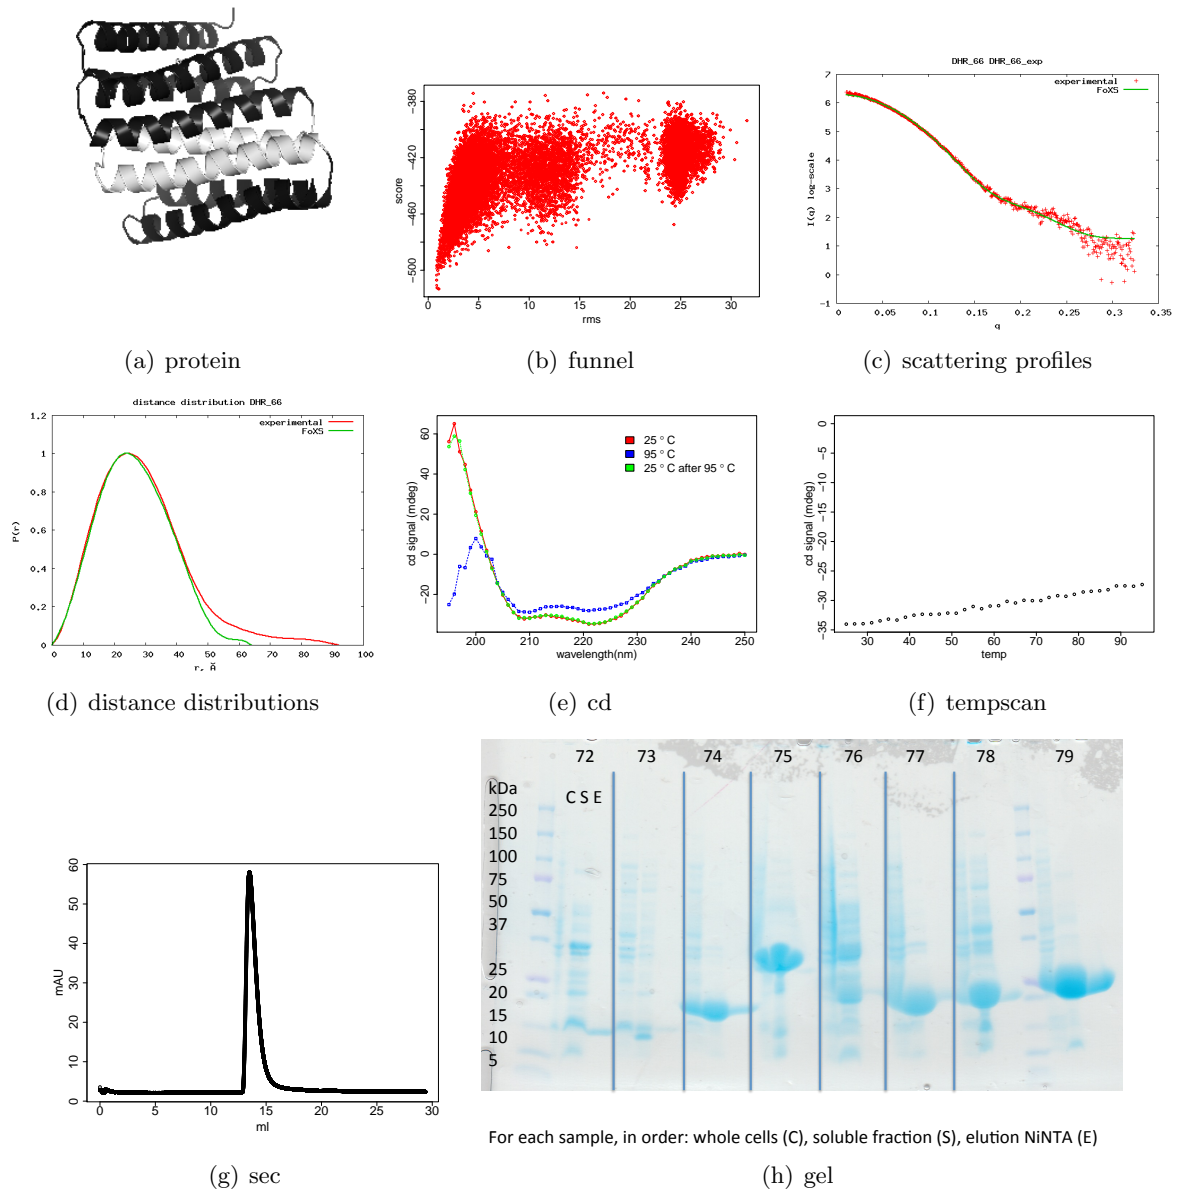 (a) protein
-380
-420
-460
-500
score
0 5 10 15 20 25 30
rms
(b) funnel
DHR_66 DHR_66_exp
experimental
FoXS
7
6
5
4
3
2
1
0
-1
I(q) log-scale
0 0.05 0.1 0.15 0.2 0.25 0.3 0.35
q
(c) scattering profiles
distance distribution DHR_66
experimental
FoXS
1.2
1
0.8
0.6
0.4
0.2
0
P(r)
0 10 20 30 40 50 60 70 80 90 100
(d) distance distributions
60
40
20
0
-20
cd signal (mdeg)
25 °C
95 °C
25 °C after 95 °C
200 210 220 230 240 250
wavelength(nm)
(e) cd
0
-5
-10
-15
-20
-25
-30
-35
cd signal (mdeg)
30 40 50 60 70 80 90
temp
(f) tempscan
60
50
40
30
20
10
0
mAU
0 5 10 15 20 25 30
ml
(g) sec
72 73 74 75 76 77 78 79
kDa
C S E
250
150
100
75
50
37
25
20
15
10
5
For each sample, in order: whole cells (C), soluble fraction (S), elution NiNTA (E)
(h) gel